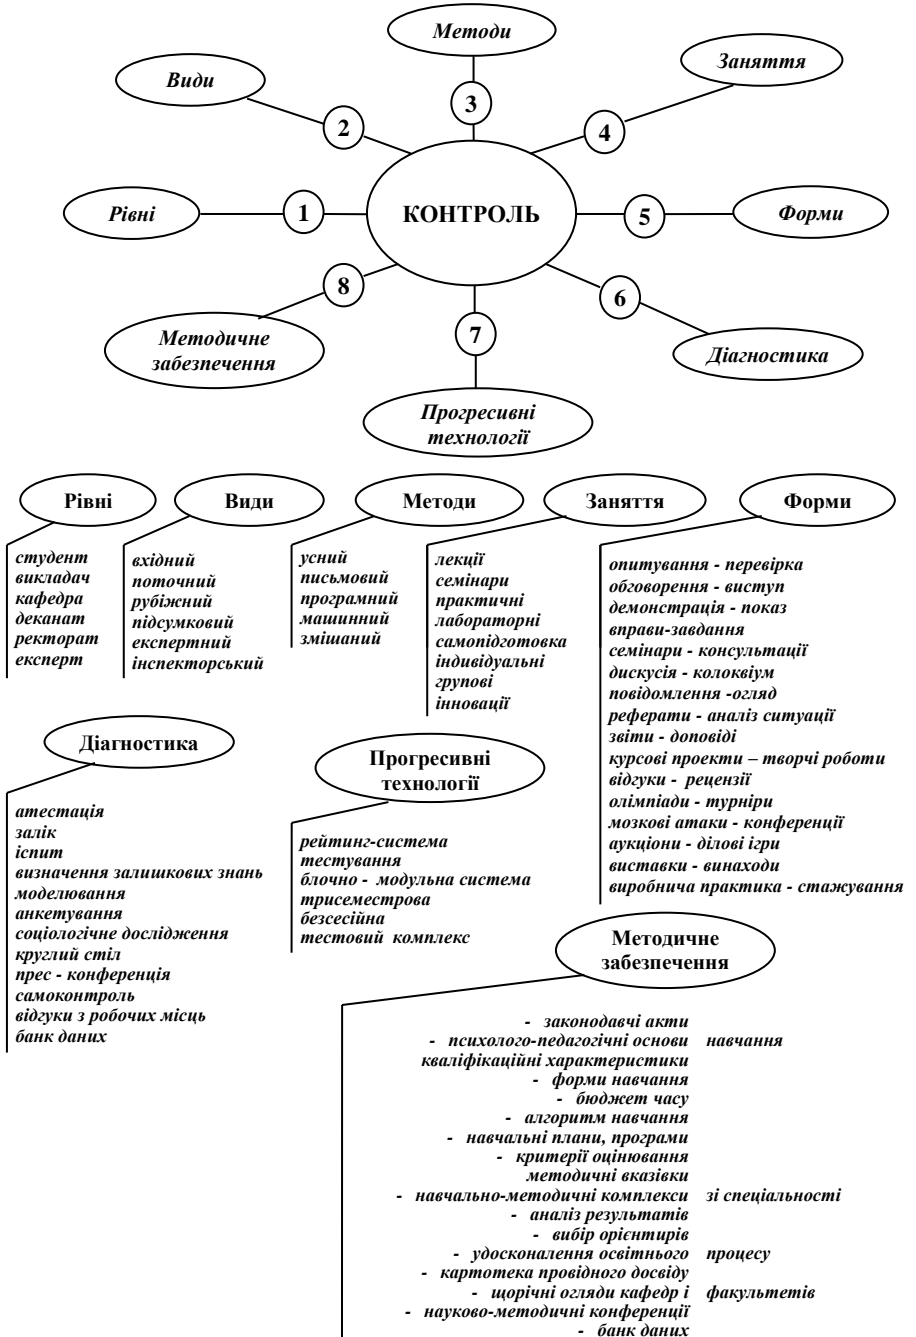 Методи
Види
Заняття
3
2
4
Рівні
1
КОНТРОЛЬ
5
Форми
8
6
Методичне
забезпечення
7
Діагностика
Прогресивні
технології
Рівні
студент
викладач
кафедра
деканат
ректорат
експерт
Види
вхідний
поточний
рубіжний
підсумковий
експертний
інспекторський
Методи
усний
письмовий
програмний
машинний
змішаний
Заняття
лекції
семінари
практичні
лабораторні
самопідготовка
індивідуальні
групові
інновації
Форми
опитування - перевірка
обговорення - виступ
демонстрація - показ
вправи-завдання
семінари - консультації
дискусія - колоквіум
повідомлення -огляд
реферати - аналіз ситуації
звіти - доповіді
курсові проекти – творчі роботи
відгуки - рецензії
олімпіади - турніри
мозкові атаки - конференції
аукціони - ділові ігри
виставки - винаходи
виробнича практика - стажування
Діагностика
атестація
залік
іспит
визначення залишкових знань
моделювання
анкетування
соціологічне дослідження
круглий стіл
прес - конференція
самоконтроль
відгуки з робочих місць
банк даних
Прогресивні
технології
рейтинг-система
тестування
блочно - модульна система
трисеместрова
безсесійна
тестовий комплекс
Методичне
забезпечення
- законодавчі акти
- психолого-педагогічні основи навчання
кваліфікаційні характеристики
- форми навчання
- бюджет часу
- алгоритм навчання
- навчальні плани, програми
- критерії оцінювання
методичні вказівки
- навчально-методичні комплекси зі спеціальності
- аналіз результатів
- вибір орієнтирів
- удосконалення освітнього процесу
- картотека провідного досвіду
- щорічні огляди кафедр і факультетів
- науково-методичні конференції
- банк даних